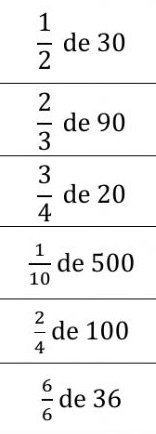 1/2 de 30
2/3 de 90
3/4 de 20
1/10 de 500
2/4 de 100
6/6 de 36